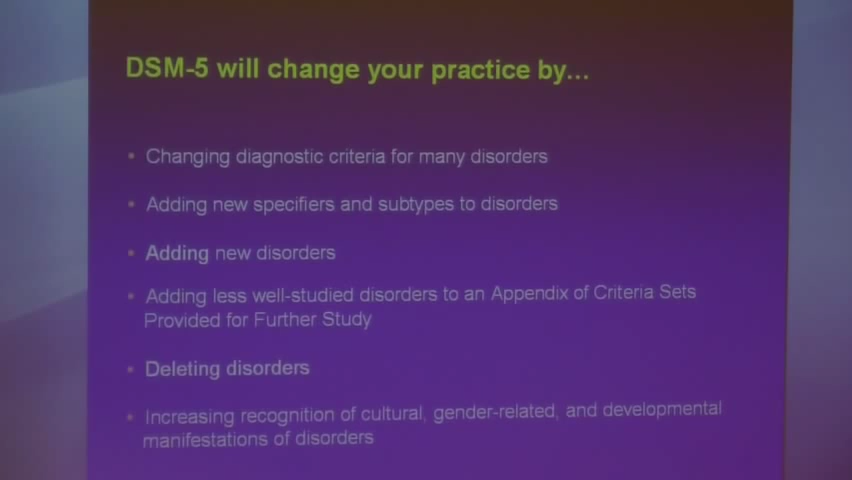 DSM-5 will change your practice by...
• Changing diagnostic criteria for many disorders
• Adding new specifiers and subtypes to disorders
• Adding new disorders
• Adding less well-studied disorders to an Appendix of Criteria Sets
Provided for Further Study
• Deleting disorders
• Increasing recognition of cultural, gender-related, and developmental
manifestations of disorders